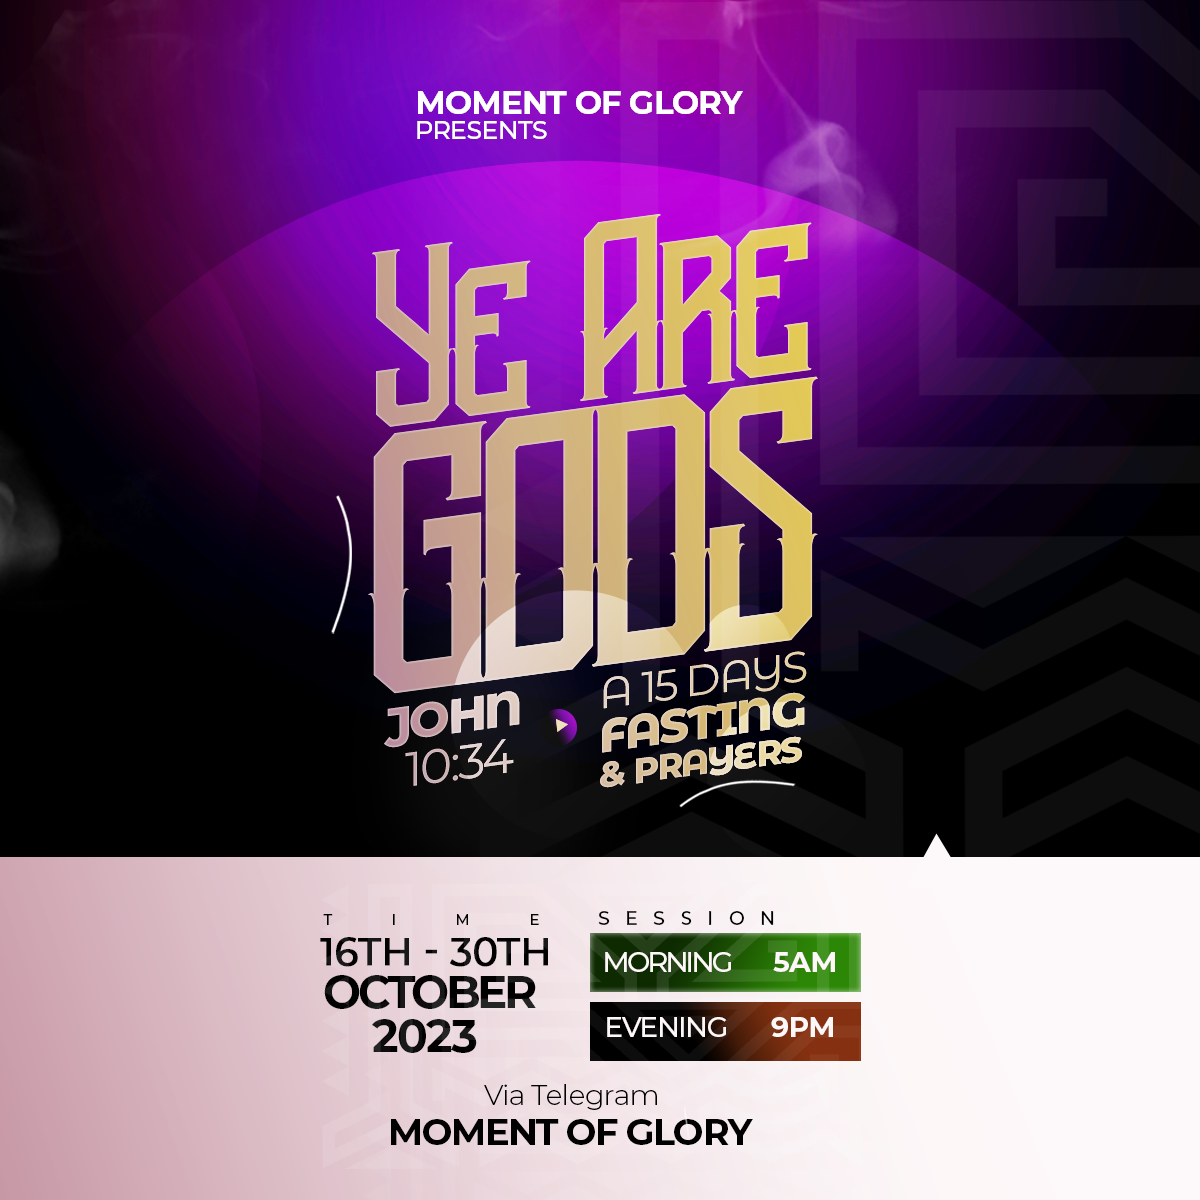 MOMENT OF GLORY
PRESENTS
YE ARE
GODS
JOHN
10:34
A 15 DAYS
FASTING
& PRAYERS
TIME
16TH - 30TH
OCTOBER
2023
SESSION
MORNING 5AM
EVENING 9PM
Via Telegram
MOMENT OF GLORY